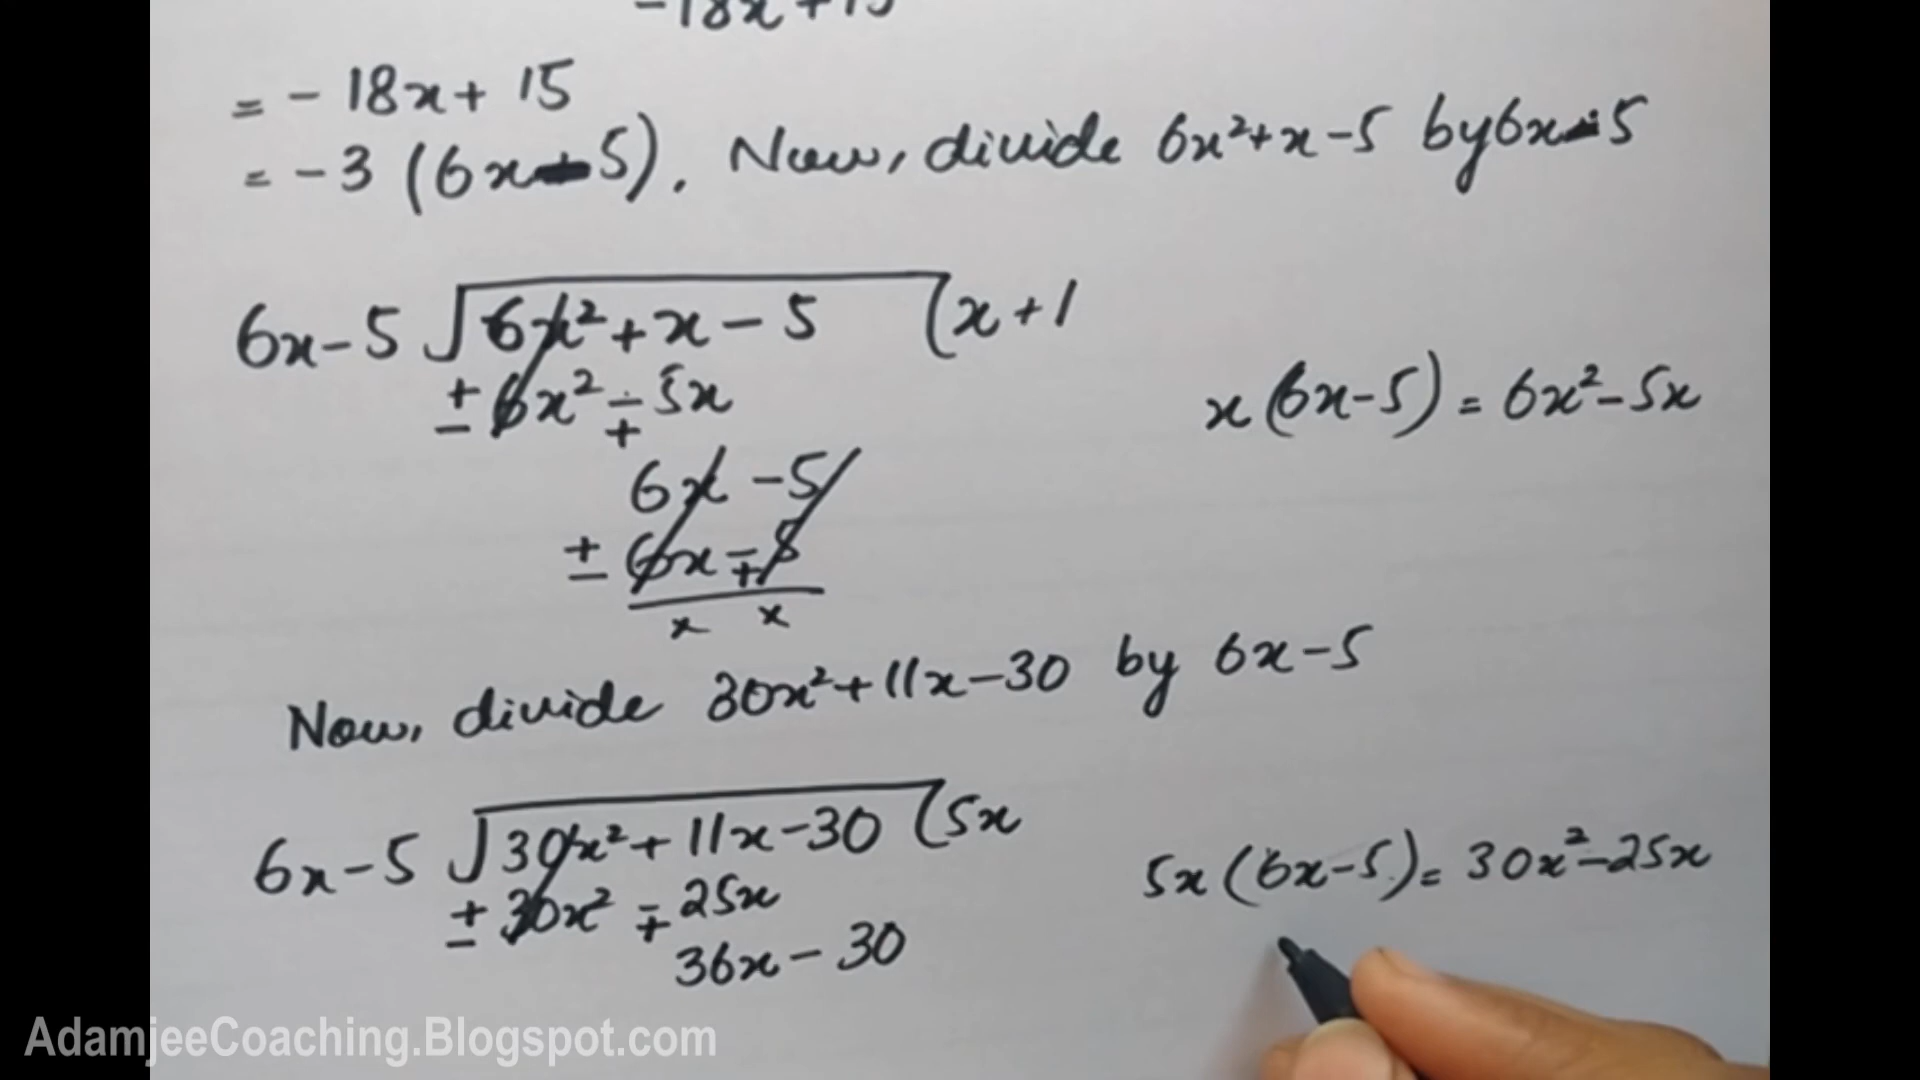 -18x+15
= - 18x + 15
= - 3 (6x - 5). Now, divide 6x²+x-5 by 6x-5
6x-5 √6x²+x-5 (x+1
± 6x² ∓ 5x
x(6x-5) = 6x²-5x
6x -5
± 6x ∓ 5
x x
Now, divide 30x²+11x-30 by 6x-5
6x-5 √30x²+11x-30 (5x
± 30x² ∓ 25x
5x(6x-5) = 30x²-25x
36x - 30
AdamjeeCoaching.Blogspot.com